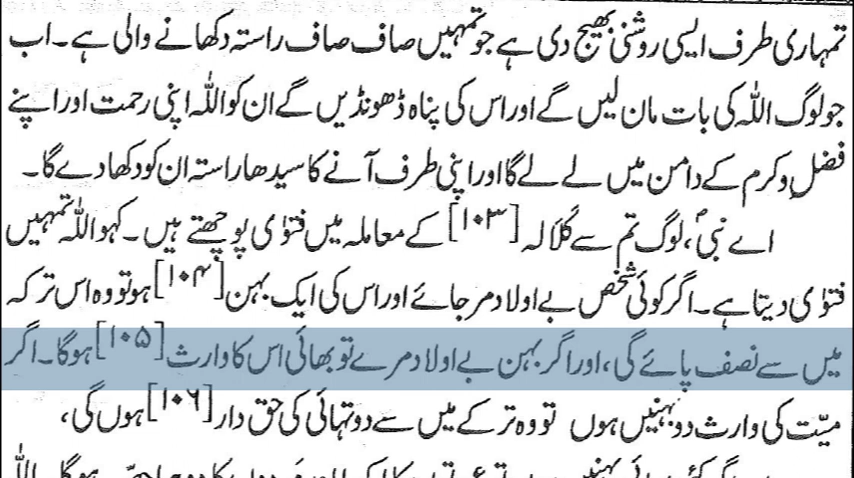 تمہاری طرف ایسی روشنی بھیج دی ہے جو تمہیں صاف صاف راستہ دکھانے والی ہے۔ اب
جو لوگ اللہ کی بات مان لیں گے اور اس کی پناہ ڈھونڈیں گے ان کو اللہ اپنی رحمت اور اپنے
فضل و کرم کے دامن میں لے لے گا اور اپنی طرف آنے کا سیدھا راستہ ان کو دکھا دے گا۔
اے نبیؐ، لوگ تم سے کَلالہ [۱۰۳] کے معاملہ میں فتوٰی پوچھتے ہیں۔ کہو اللہ تمہیں
فتوٰی دیتا ہے۔ اگر کوئی شخص بے اولاد مر جائے اور اس کی ایک بہن [۱۰۴] ہو تو وہ اس ترکہ
میں سے نصف پائے گی، اور اگر بہن بے اولاد مرے تو بھائی اس کا وارث [۱۰۵] ہوگا۔ اگر
میّت کی وارث دو بہنیں ہوں تو وہ ترکے میں سے دو تہائی کی حق دار [۱۰۶] ہوں گی،